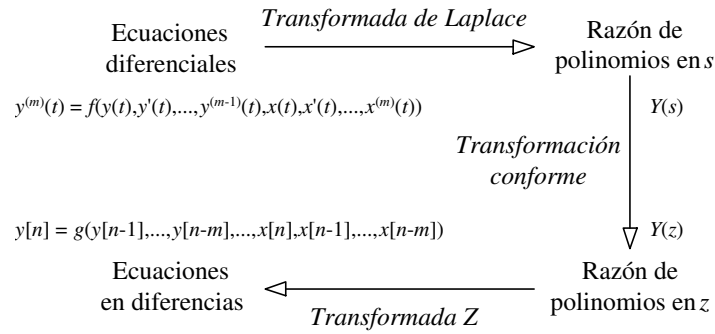 Transformada de Laplace
Ecuaciones
diferenciales
Razón de
polinomios en s
y(m)(t) = f(y(t),y'(t),...,y(m-1)(t),x(t),x'(t),...,x(m)(t))
Y(s)
Transformación
conforme
y[n] = g(y[n-1],...,y[n-m],...,x[n],x[n-1],...,x[n-m])
Y(z)
Ecuaciones
en diferencias
Razón de
polinomios en z
Transformada Z